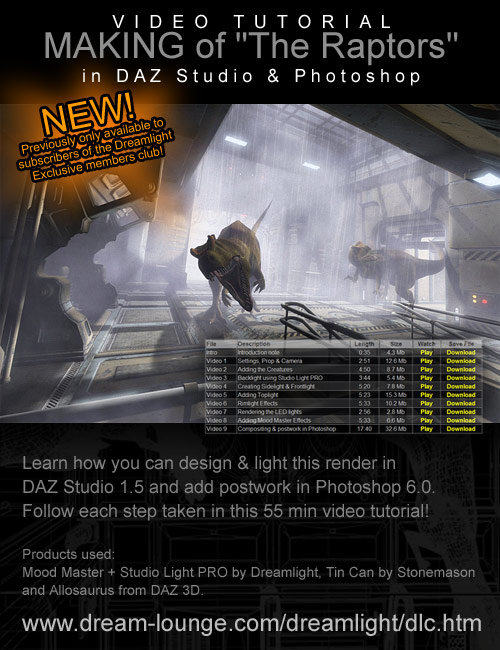 VIDEO TUTORIAL
MAKING of "The Raptors"
in DAZ Studio & Photoshop
NEW!
Previously only available to
subscribers of the Dreamlight
Exclusive members club!
File Description Length Size Watch Save / file
Intro Introduction note 0:35 4.3 Mb Play Download
Video 1 Settings, Prop & Camera 2:51 12.6 Mb Play Download
Video 2 Adding the Creatures 4:50 8.7 Mb Play Download
Video 3 Backlight using Studio Light PRO 3:44 5.4 Mb Play Download
Video 4 Creating Sidelight & Frontlight 5:20 7.8 Mb Play Download
Video 5 Adding Toplight 5:23 15.3 Mb Play Download
Video 6 Rimlight Effects 5:33 10.2 Mb Play Download
Video 7 Rendering the LED lights 2:56 2.8 Mb Play Download
Video 8 Adding Mood Master Effects 5:33 6.6 Mb Play Download
Video 9 Compositing & postwork in Photoshop 17:40 32.6 Mb Play Download
Learn how you can design & light this render in
DAZ Studio 1.5 and add postwork in Photoshop 6.0.
Follow each step taken in this 55 min video tutorial!
Products used:
Mood Master + Studio Light PRO by Dreamlight, Tin Can by Stonemason
and Allosaurus from DAZ 3D.
www.dream-lounge.com/dreamlight/dlc.htm